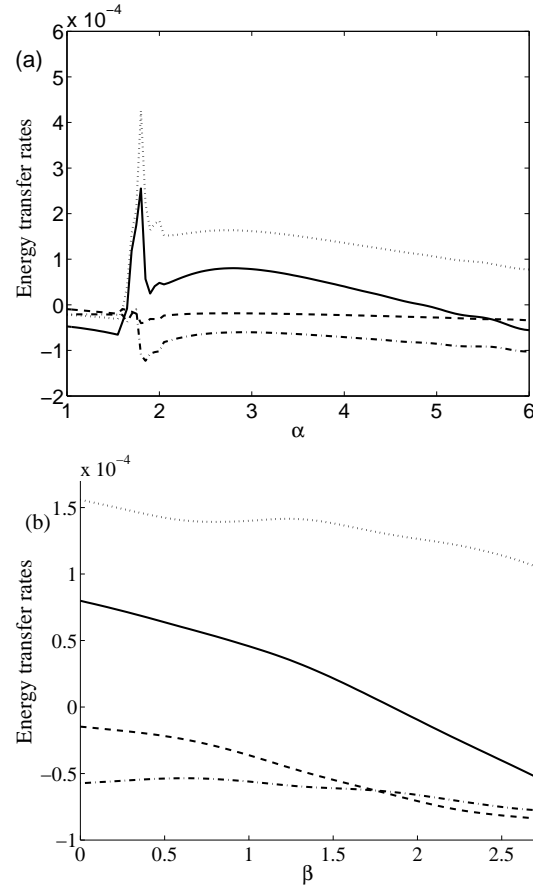 x 10⁻⁴
(a)
6
5
4
3
2
1
0
−1
−2
Energy transfer rates
1 2 3 4 5 6
α
x 10⁻⁴
(b)
1.5
1
0.5
0
−0.5
−1
Energy transfer rates
0 0.5 1 1.5 2 2.5
β